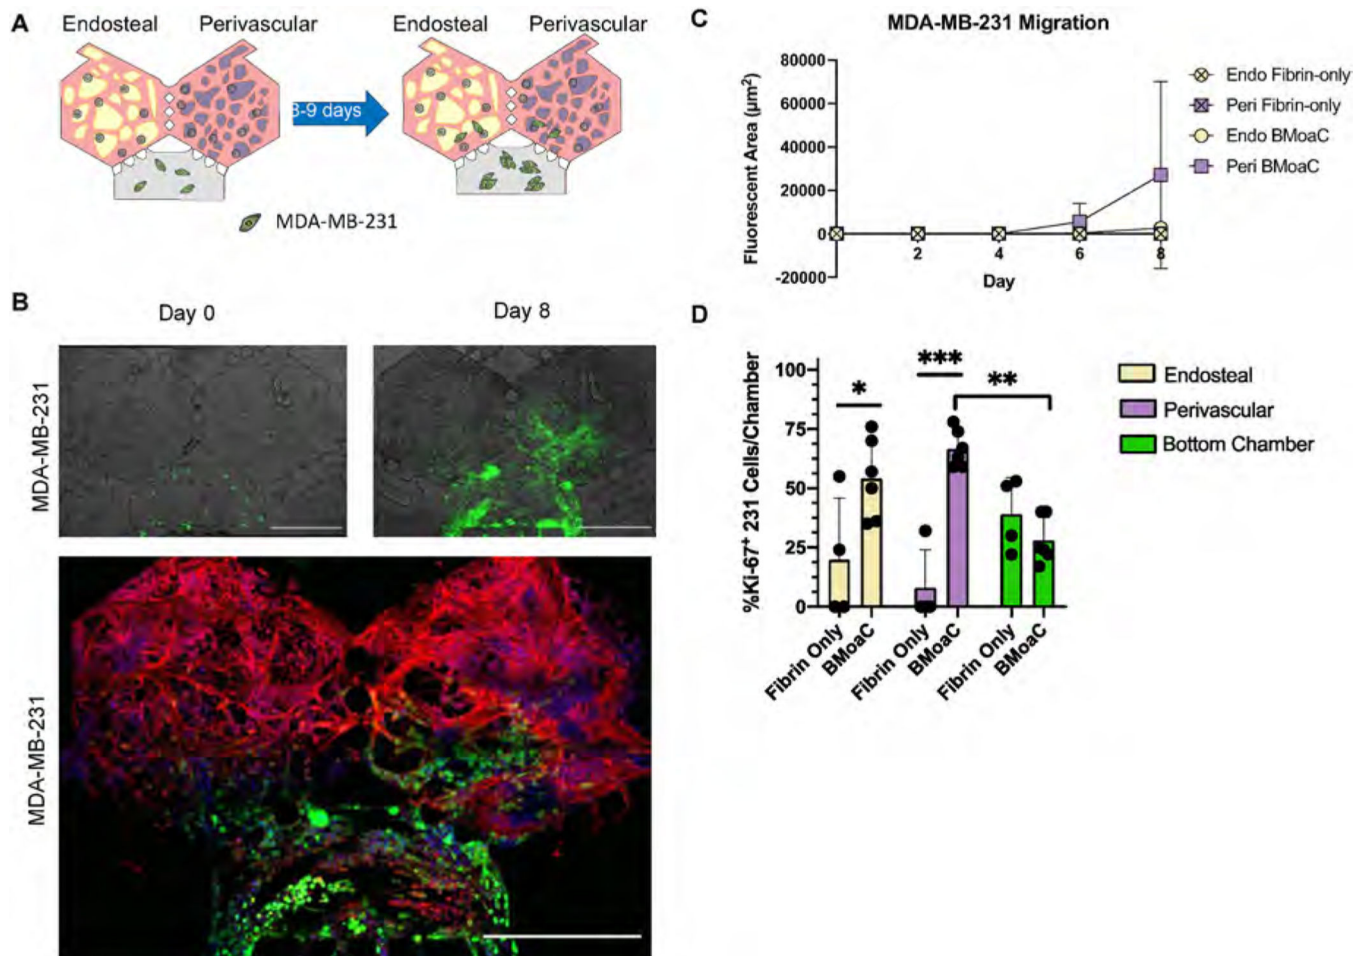 A
Endosteal
Perivascular
Endosteal
Perivascular
3-9 days
MDA-MB-231
B
Day 0
Day 8
MDA-MB-231
MDA-MB-231
C
MDA-MB-231 Migration
Fluorescent Area (µm²)
80000
60000
40000
20000
0
-20000
2
4
6
8
Day
Endo Fibrin-only
Peri Fibrin-only
Endo BMoaC
Peri BMoaC
D
%Ki-67⁺ 231 Cells/Chamber
100
75
50
25
0
*
***
**
Fibrin Only
BMoaC
Fibrin Only
BMoaC
Fibrin Only
BMoaC
Endosteal
Perivascular
Bottom Chamber